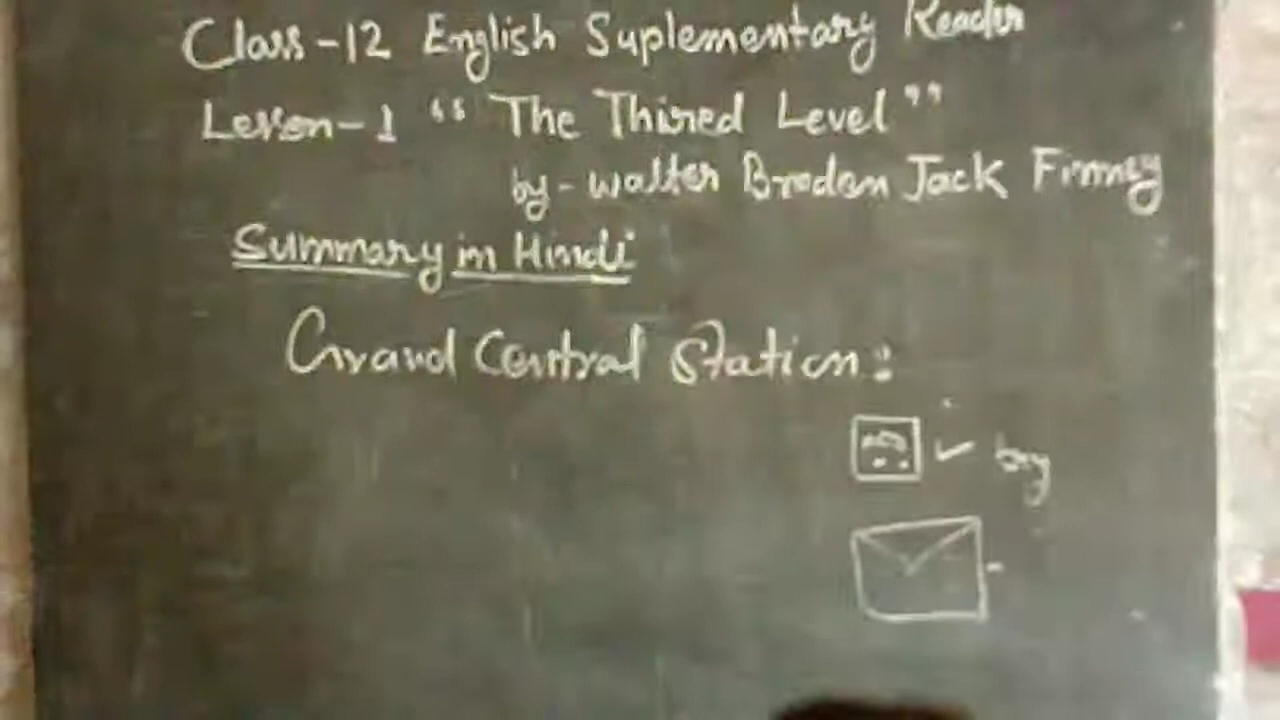 Class-12 English Suplementary Reader
Lesson-1 “ The Thired Level ”
by- Walter Braden Jack Finney
Summary in Hindi
Grand Central Station:
buy